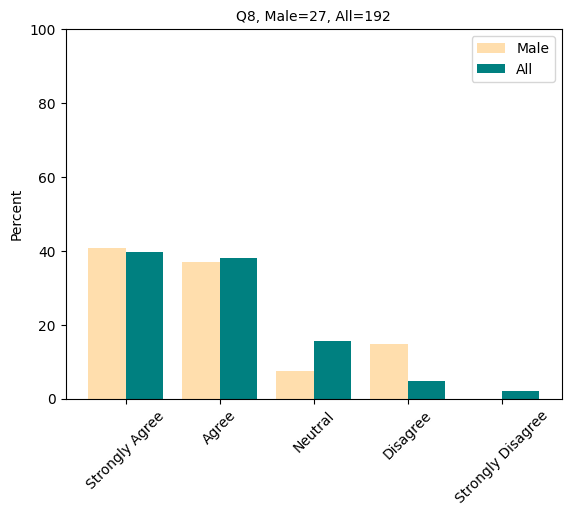 Q8, Male=27, All=192
Male
All
Percent
100
80
60
40
20
0
Strongly Agree
Agree
Neutral
Disagree
Strongly Disagree